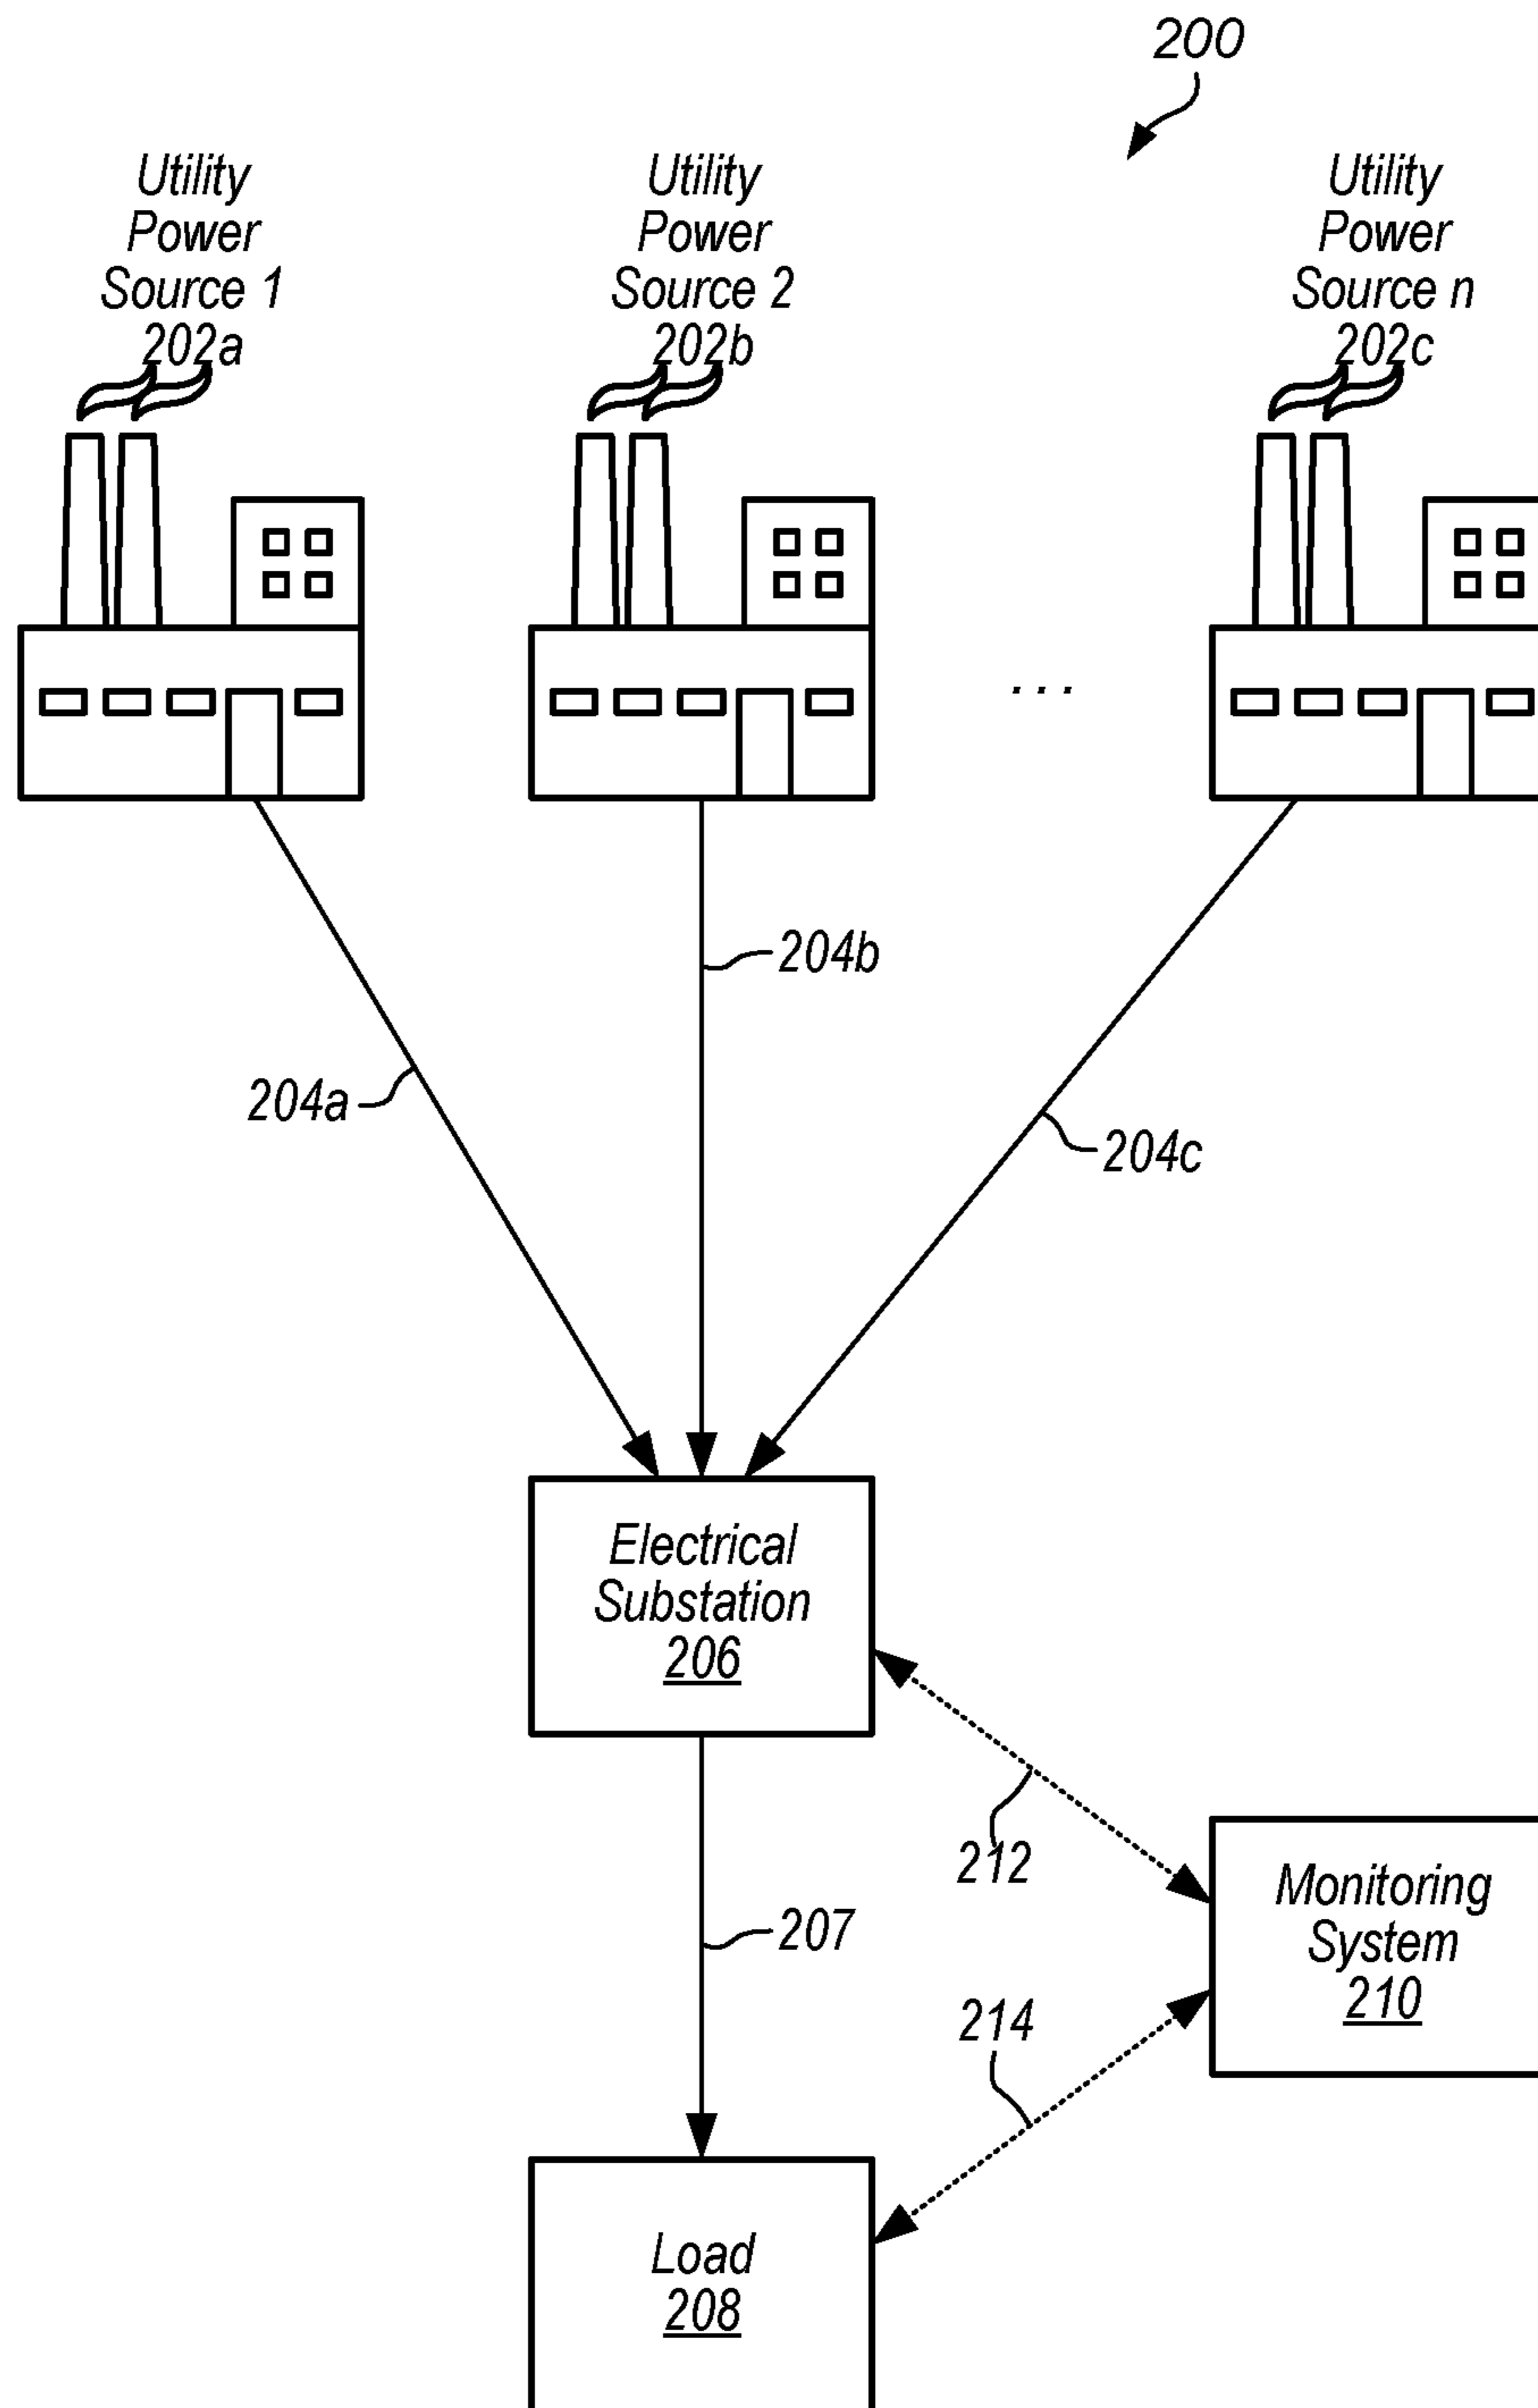 200
Utility
Power
Source 1
202a
Utility
Power
Source 2
202b
Utility
Power
Source n
202c
. . .
204b
204a
204c
Electrical
Substation
206
212
Monitoring
System
210
207
214
Load
208